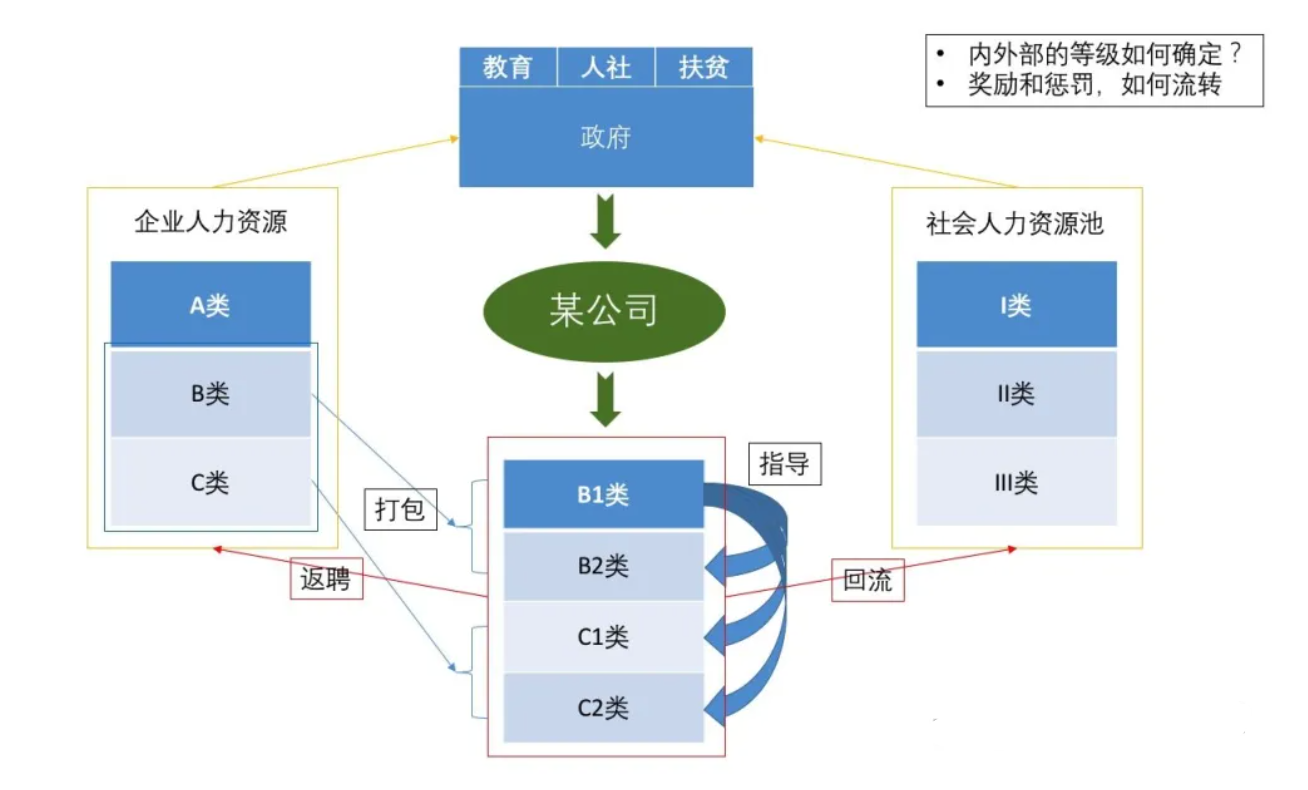 教育 人社 扶贫
政府
• 内外部的等级如何确定？
• 奖励和惩罚，如何流转
企业人力资源
A类
B类
C类
某公司
社会人力资源池
I类
II类
III类
打包
返聘
B1类
B2类
C1类
C2类
指导
回流